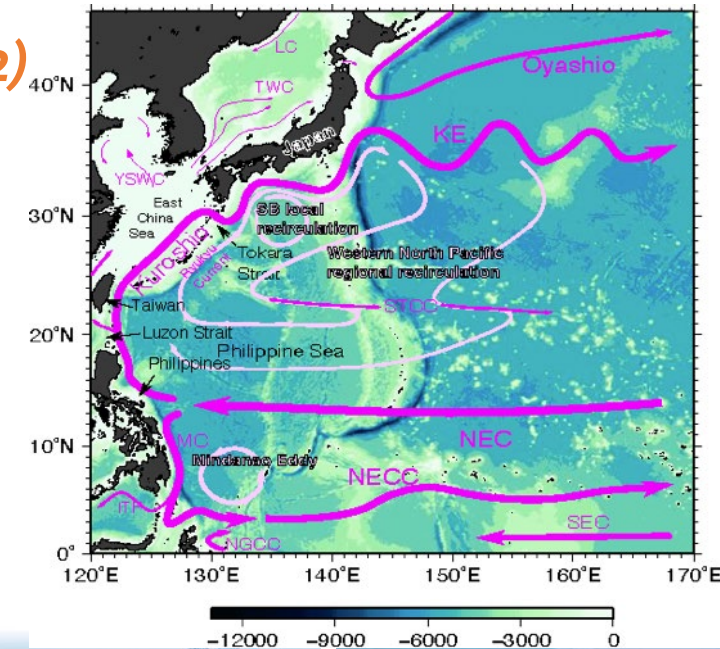 2)
LC
TWC
YSWC
Japan
Oyashio
KE
East
China
Sea
SB local
recirculation
Kuroshio
Ryukyu
Current
Tokara
Strait
Western North Pacific
regional recirculation
Taiwan
STCC
Luzon Strait
Philippine Sea
Philippines
MC
NEC
Mindanao Eddy
NECC
ITF
NGCC
SEC
40°N
30°N
20°N
10°N
0°
120°E 130°E 140°E 150°E 160°E 170°E
−12000 −9000 −6000 −3000 0